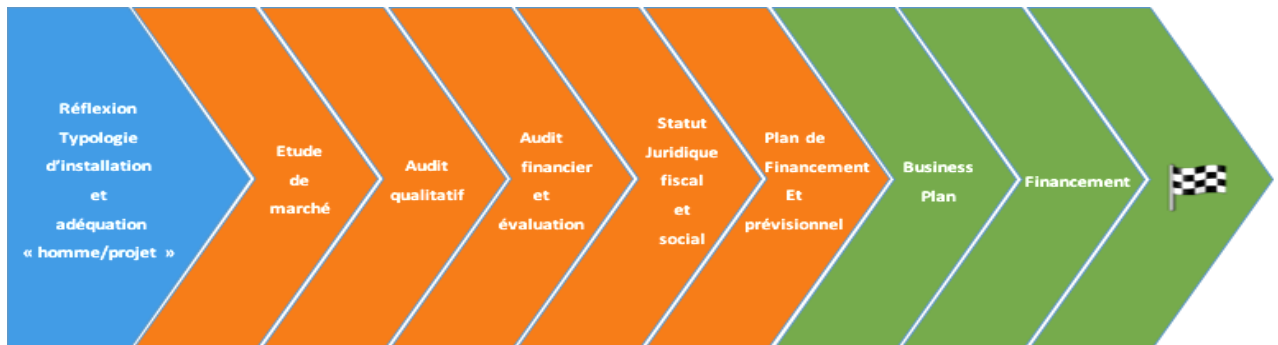 Réflexion
Typologie
d'installation
et
adéquation
« homme/projet »
Etude
de
marché
Audit
qualitatif
Audit
financier
et
évaluation
Statut
Juridique
fiscal
et
social
Plan de
Financement
Et
prévisionnel
Business
Plan
Financement